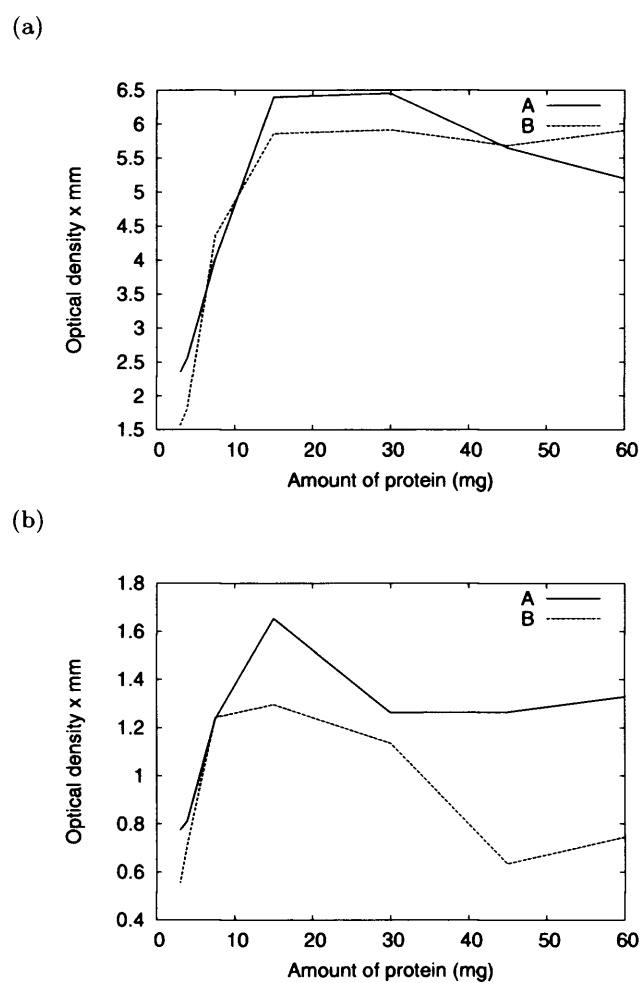 (a)
6.5
6
5.5
5
4.5
4
3.5
3
2.5
2
1.5
A
B
Optical density x mm
0 10 20 30 40 50 60
Amount of protein (mg)
(b)
1.8
1.6
1.4
1.2
1
0.8
0.6
0.4
A
B
Optical density x mm
0 10 20 30 40 50 60
Amount of protein (mg)